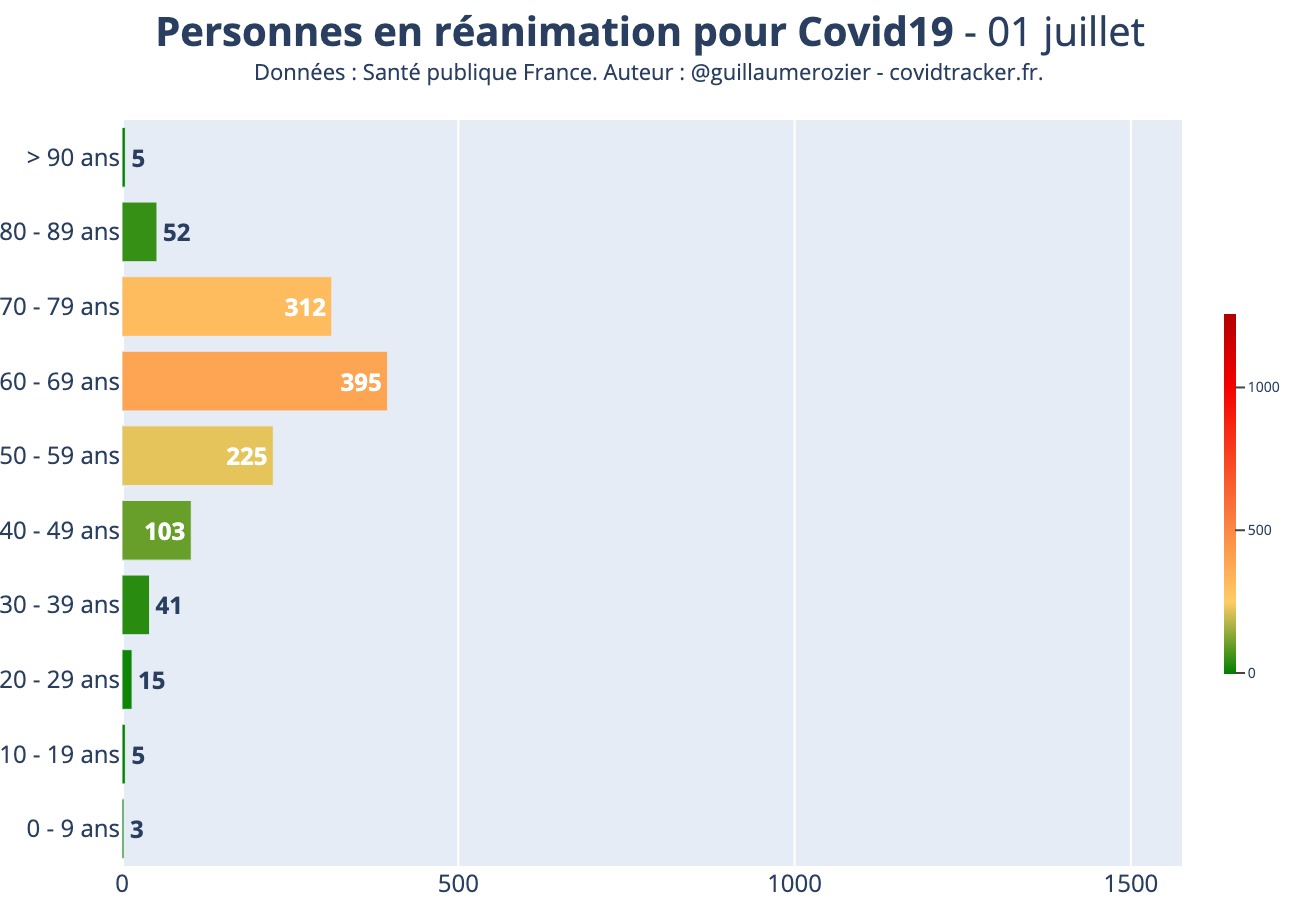 Personnes en réanimation pour Covid19 - 01 juillet
Données : Santé publique France. Auteur : @guillaumerozier - covidtracker.fr.
> 90 ans 5
80 - 89 ans 52
70 - 79 ans 312
60 - 69 ans 395
50 - 59 ans 225
40 - 49 ans 103
30 - 39 ans 41
20 - 29 ans 15
10 - 19 ans 5
0 - 9 ans 3
0 500 1000 1500
1000
500
0